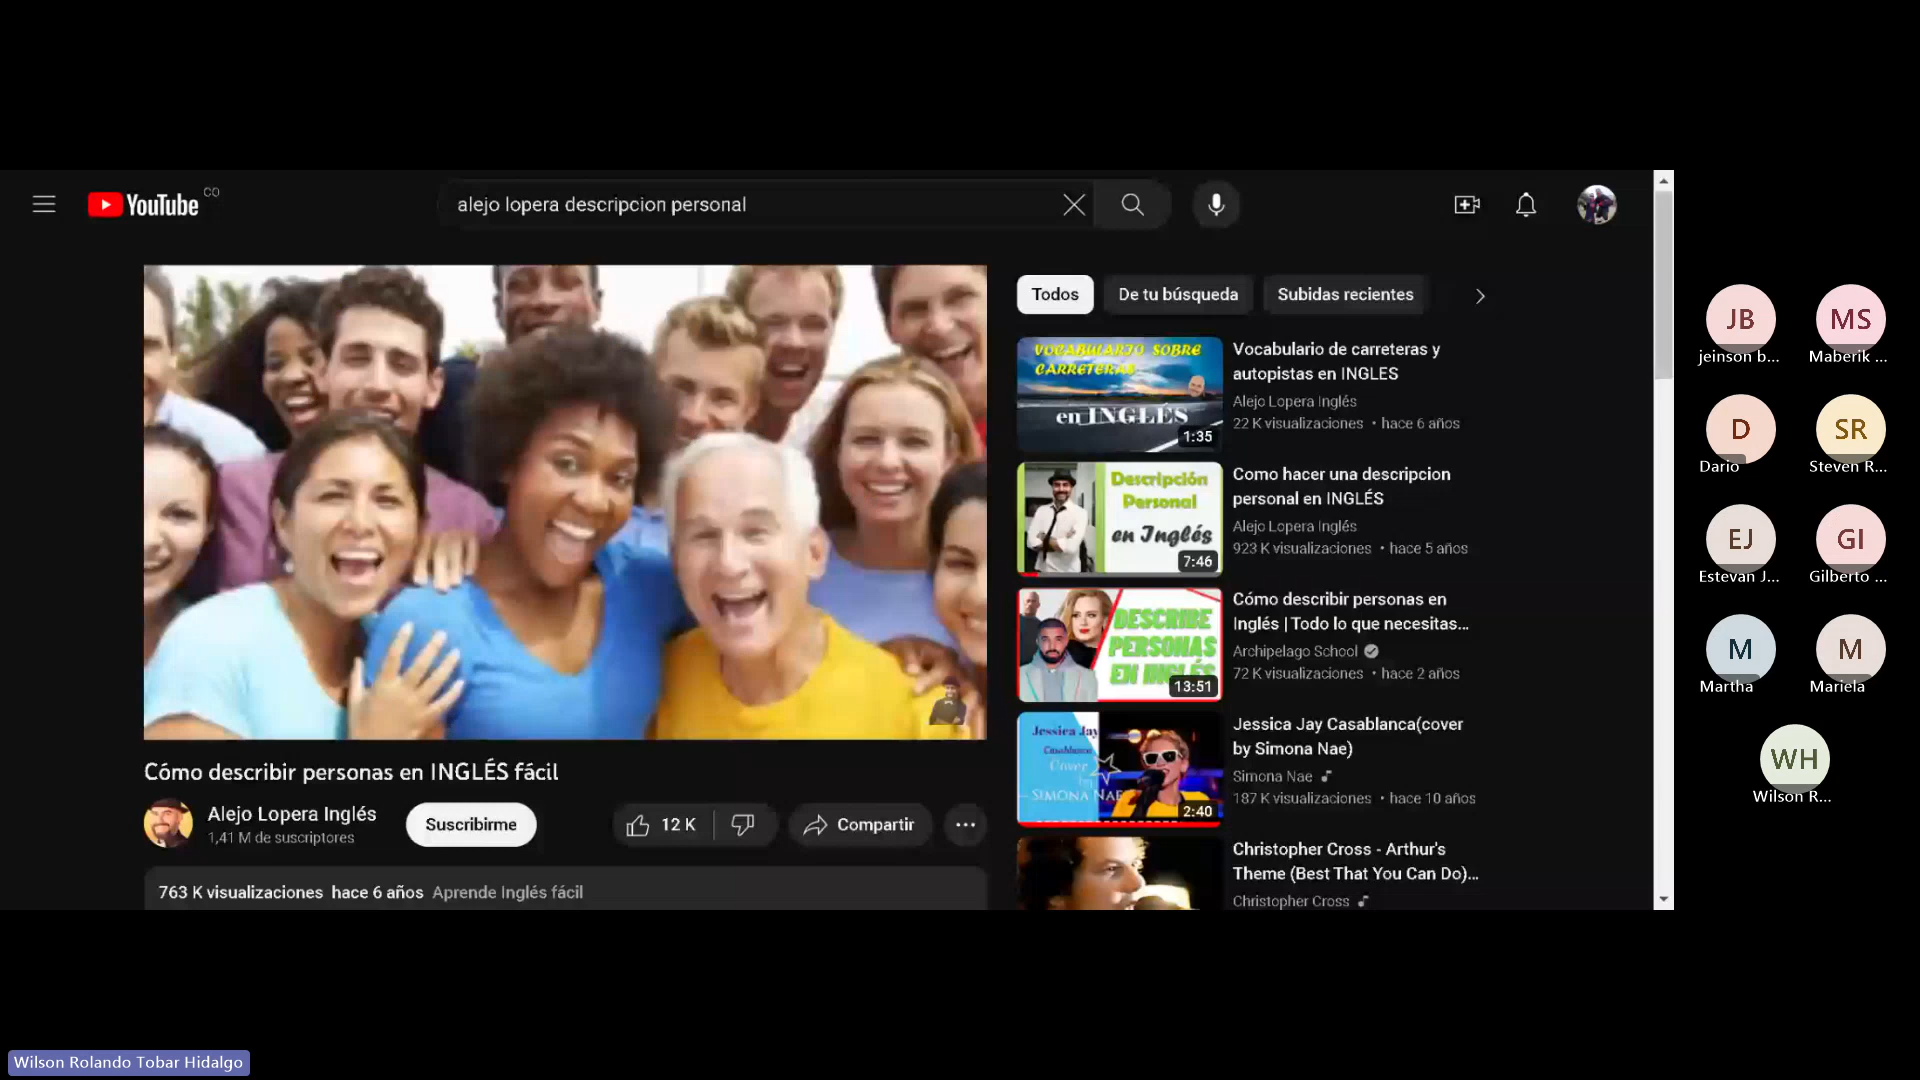 YouTube CO
alejo lopera descripcion personal
Todos
De tu búsqueda
Subidas recientes
VOCABULARIO SOBRE
CARRETERAS
en INGLÉS
1:35
Vocabulario de carreteras y
autopistas en INGLES
Alejo Lopera Inglés
22 K visualizaciones • hace 6 años
Descripción
Personal
en Inglés
7:46
Como hacer una descripcion
personal en INGLÉS
Alejo Lopera Inglés
923 K visualizaciones • hace 5 años
DESCRIBE
PERSONAS
EN INGLÉS
13:51
Cómo describir personas en
Inglés | Todo lo que necesitas...
Archipelago School
72 K visualizaciones • hace 2 años
Jessica Jay
Casablanca
Cover
by
SIMONA NAE
2:40
Jessica Jay Casablanca(cover
by Simona Nae)
Simona Nae
187 K visualizaciones • hace 10 años
Christopher Cross - Arthur's
Theme (Best That You Can Do)...
Christopher Cross
Cómo describir personas en INGLÉS fácil
Alejo Lopera Inglés
1,41 M de suscriptores
Suscribirme
12 K
Compartir
763 K visualizaciones hace 6 años Aprende Inglés fácil
JB
jeinson b...
MS
Maberik ...
D
Dario
SR
Steven R...
EJ
Estevan J...
GI
Gilberto ...
M
Martha
M
Mariela
WH
Wilson R...
Wilson Rolando Tobar Hidalgo